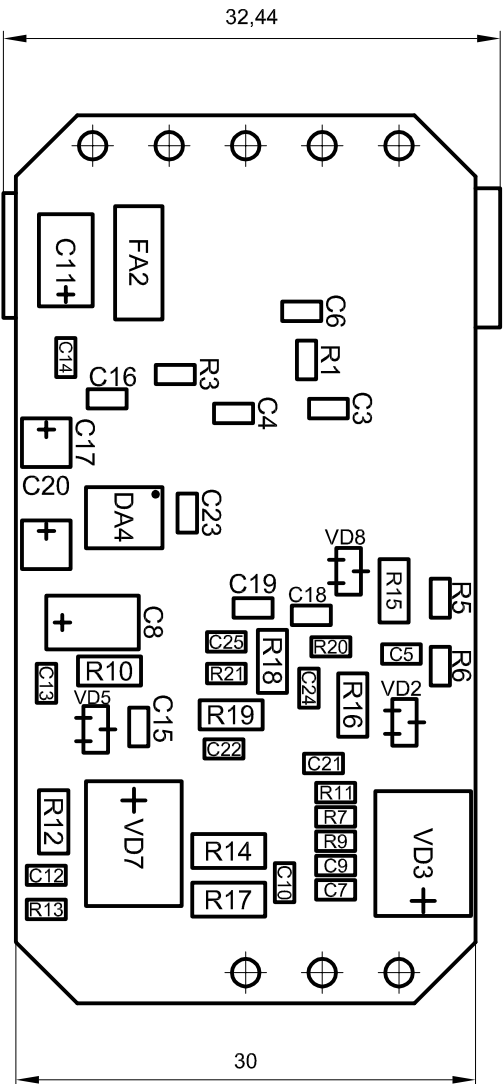 32,44
C11
+
FA2
C6
C14
R3
R1
C16
C4
C3
+
C17
C20
DA4
C23
+
VD8
R15
C19
C18
R5
+
C8
C25
R18
R20
C5
R6
C13
R10
R21
C24
VD5
C15
R19
R16
VD2
C22
C21
R12
+
VD7
R11
R7
R9
C9
C7
VD3
+
R14
C12
C10
R17
R13
30